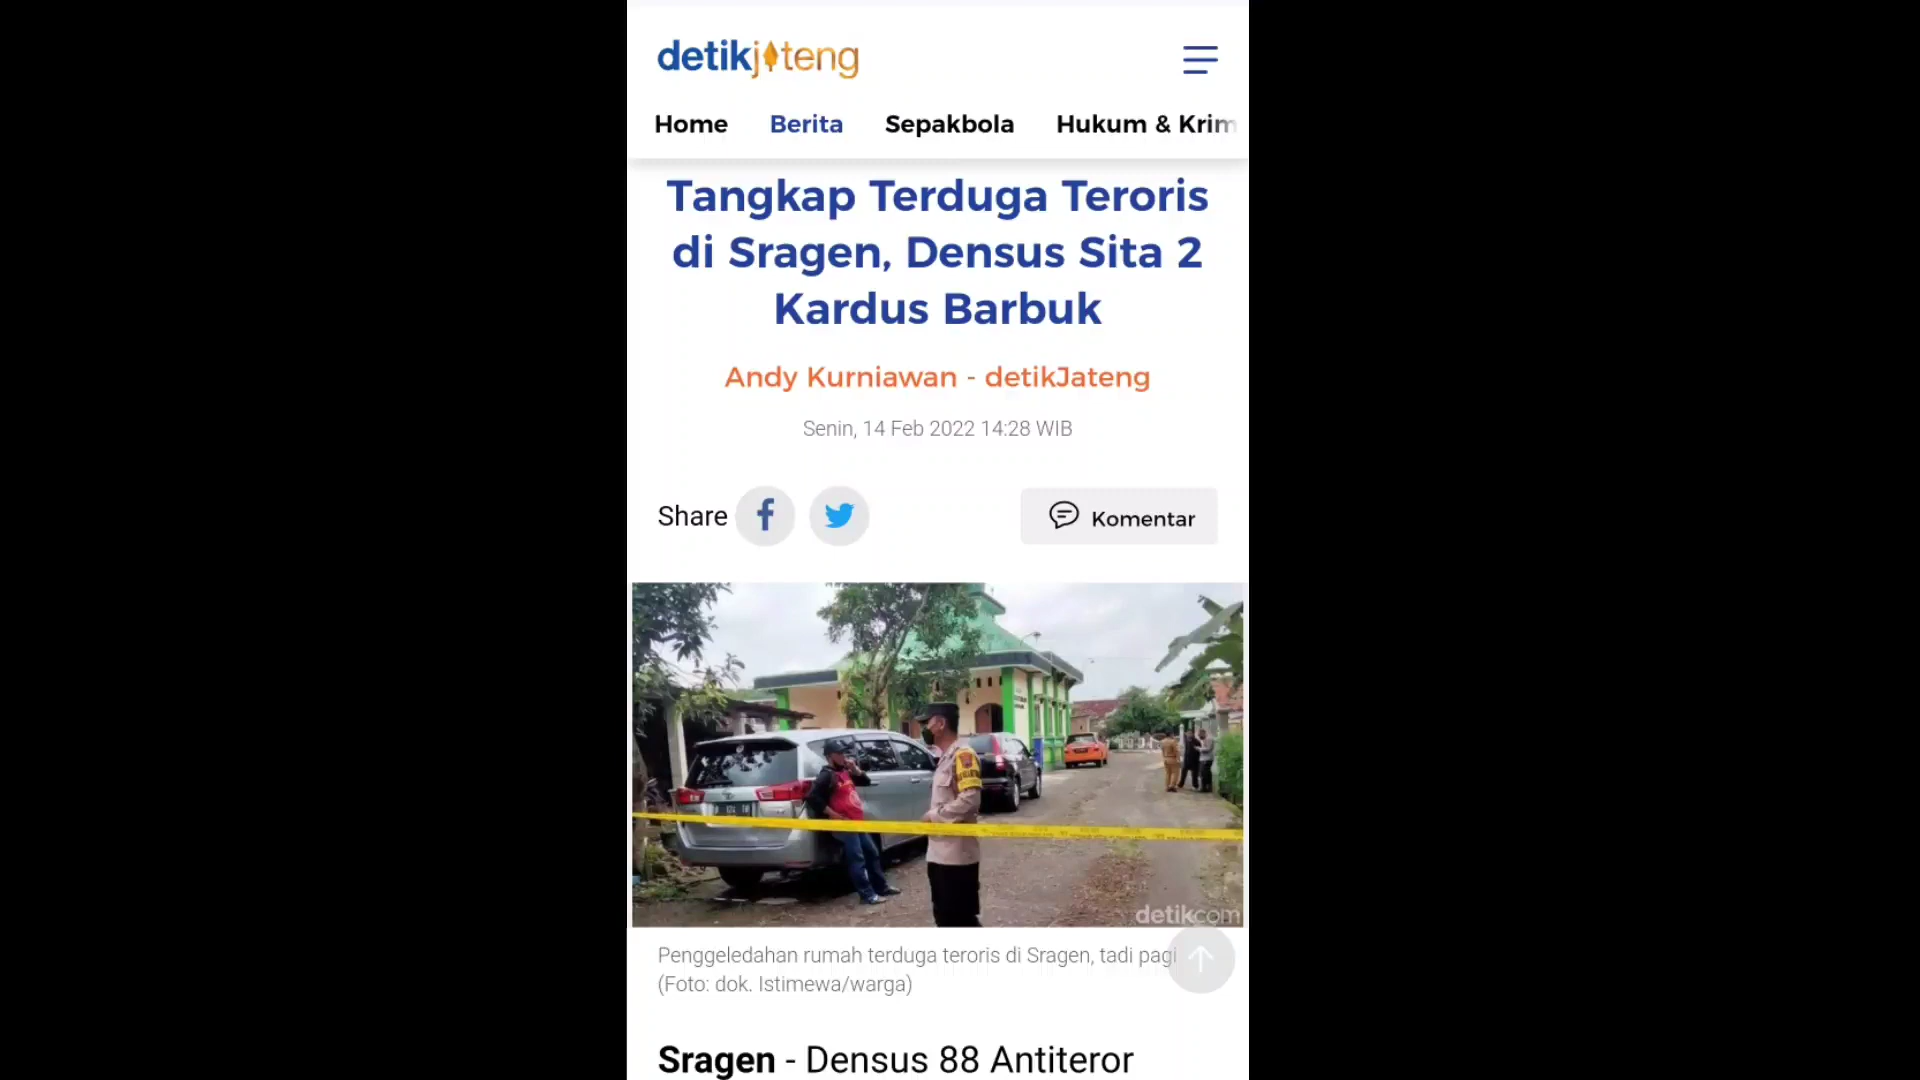 detikjateng
Home Berita Sepakbola Hukum & Krim
Tangkap Terduga Teroris
di Sragen, Densus Sita 2
Kardus Barbuk
Andy Kurniawan - detikJateng
Senin, 14 Feb 2022 14:28 WIB
Share
Komentar
detikcom
Penggeledahan rumah terduga teroris di Sragen, tadi pagi
(Foto: dok. Istimewa/warga)
Sragen - Densus 88 Antiteror